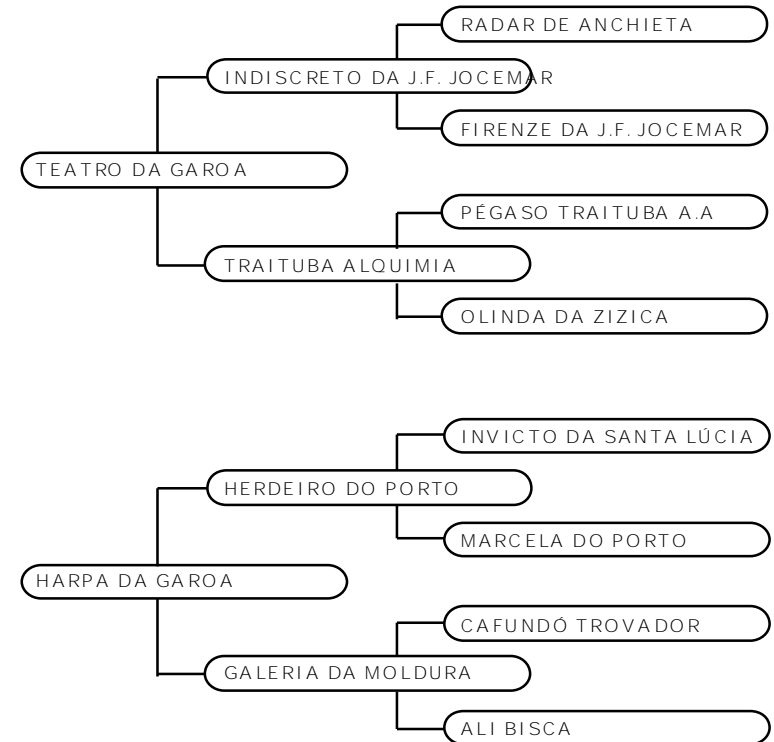 RADAR DE ANCHIETA
INDISCRETO DA J.F. JOCEMAR
FIRENZE DA J.F. JOCEMAR
TEATRO DA GAROA
PÉGASO TRAITUBA A.A
TRAITUBA ALQUIMIA
OLINDA DA ZIZICA
INVICTO DA SANTA LÚCIA
HERDEIRO DO PORTO
MARCELA DO PORTO
HARPA DA GAROA
CAFUNDÓ TROVADOR
GALERIA DA MOLDURA
ALI BISCA